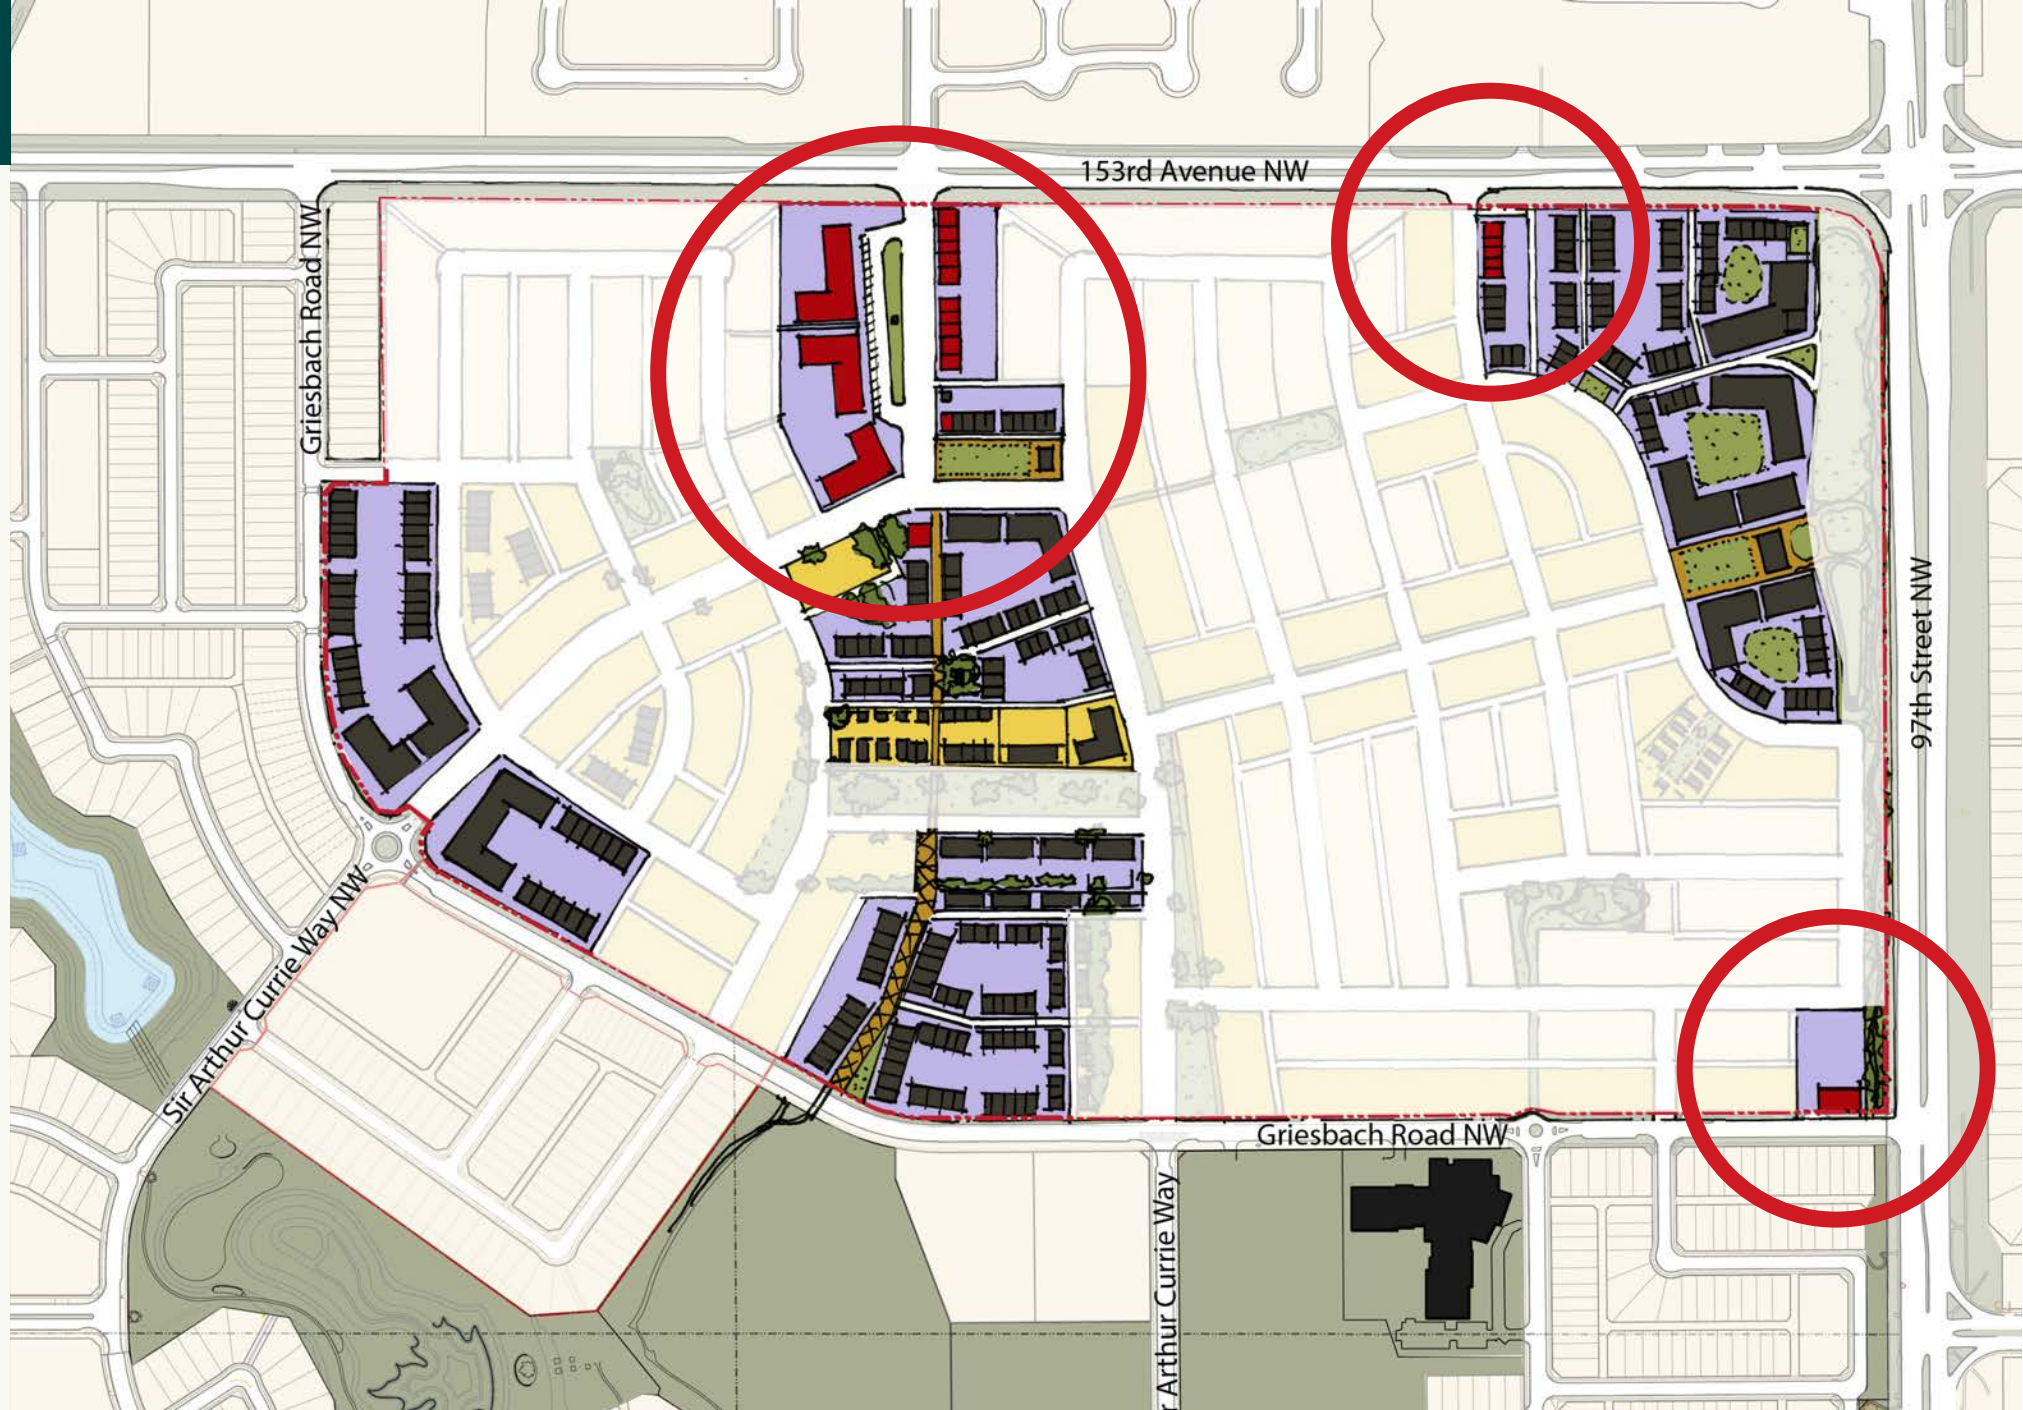 153rd Avenue NW
Griesbach Road NW
97th Street NW
Sir Arthur Currie Way NW
Griesbach Road NW
Arthur Currie Way